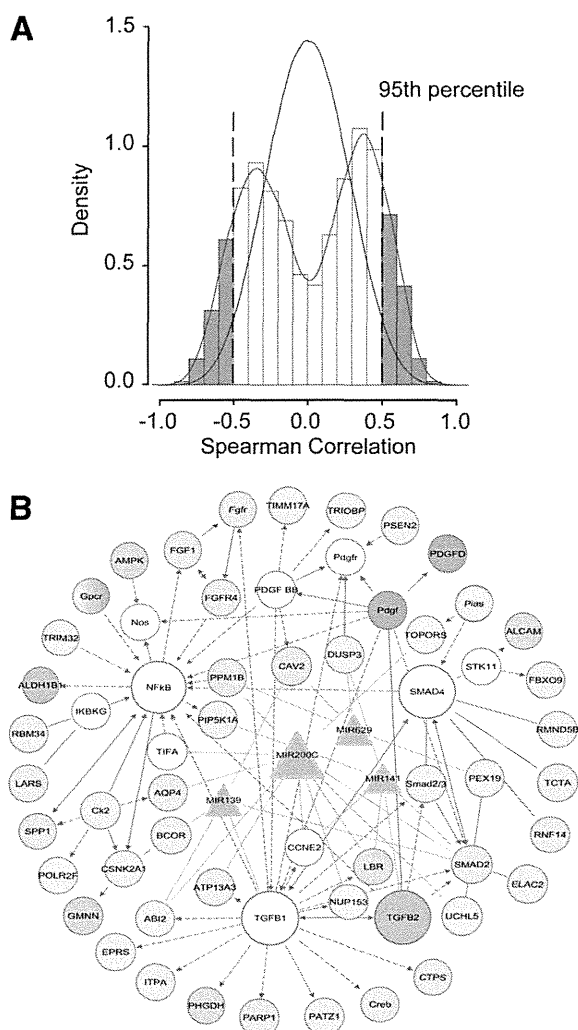 A
1.5
1.0
0.5
0.0
Density
95th percentile
-1.0
-0.5
0.0
0.5
1.0
Spearman Correlation
B
Fgfr
TIMM17A
TRIOBP
PSEN2
FGF1
Pdgfr
PDGFD
AMPK
PDGF BB
Gpcr
FGFR4
Pdgf
Pias
Nos
TOPORS
ALCAM
TRIM32
DUSP3
STK11
CAV2
FBXO9
ALDH1B1
NFkB
PPM1B
SMAD4
IKBKG
PIP5K1A
MIR629
RMND5B
RBM34
TIFA
MIR200C
LARS
MIR141
Smad2/3
PEX19
TCTA
AQP4
MIR139
Ck2
SPP1
BCOR
CCNE2
RNF14
POLR2F
CSNK2A1
LBR
SMAD2
ATP13A3
ELAC2
GMNN
ABI2
TGFB1
NUP153
TGFB2
UCHL5
EPRS
ITPA
CTPS
PHGDH
Creb
PARP1
PATZ1